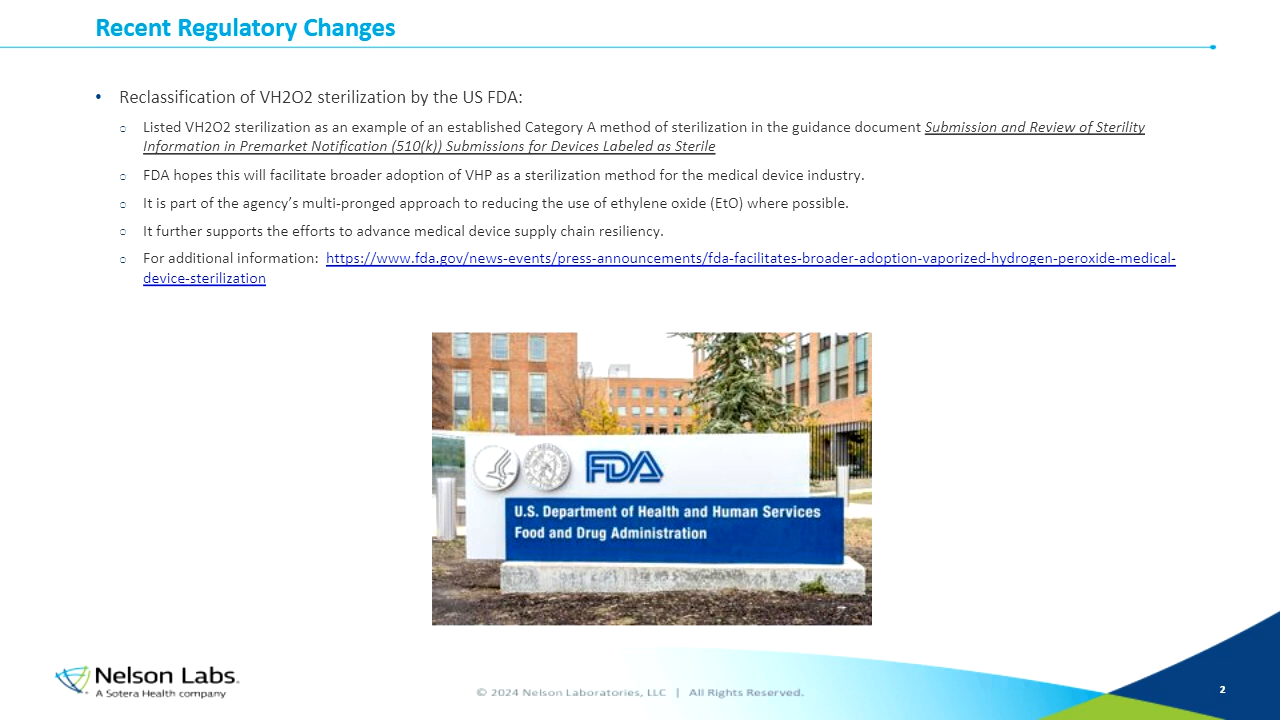 Recent Regulatory Changes
• Reclassification of VH2O2 sterilization by the US FDA:
o Listed VH2O2 sterilization as an example of an established Category A method of sterilization in the guidance document Submission and Review of Sterility
Information in Premarket Notification (510(k)) Submissions for Devices Labeled as Sterile
o FDA hopes this will facilitate broader adoption of VHP as a sterilization method for the medical device industry.
o It is part of the agency’s multi-pronged approach to reducing the use of ethylene oxide (EtO) where possible.
o It further supports the efforts to advance medical device supply chain resiliency.
o For additional information: https://www.fda.gov/news-events/press-announcements/fda-facilitates-broader-adoption-vaporized-hydrogen-peroxide-medical-
device-sterilization
FDA
U.S. Department of Health and Human Services
Food and Drug Administration
Nelson Labs.
A Sotera Health company
© 2024 Nelson Laboratories, LLC | All Rights Reserved.
2